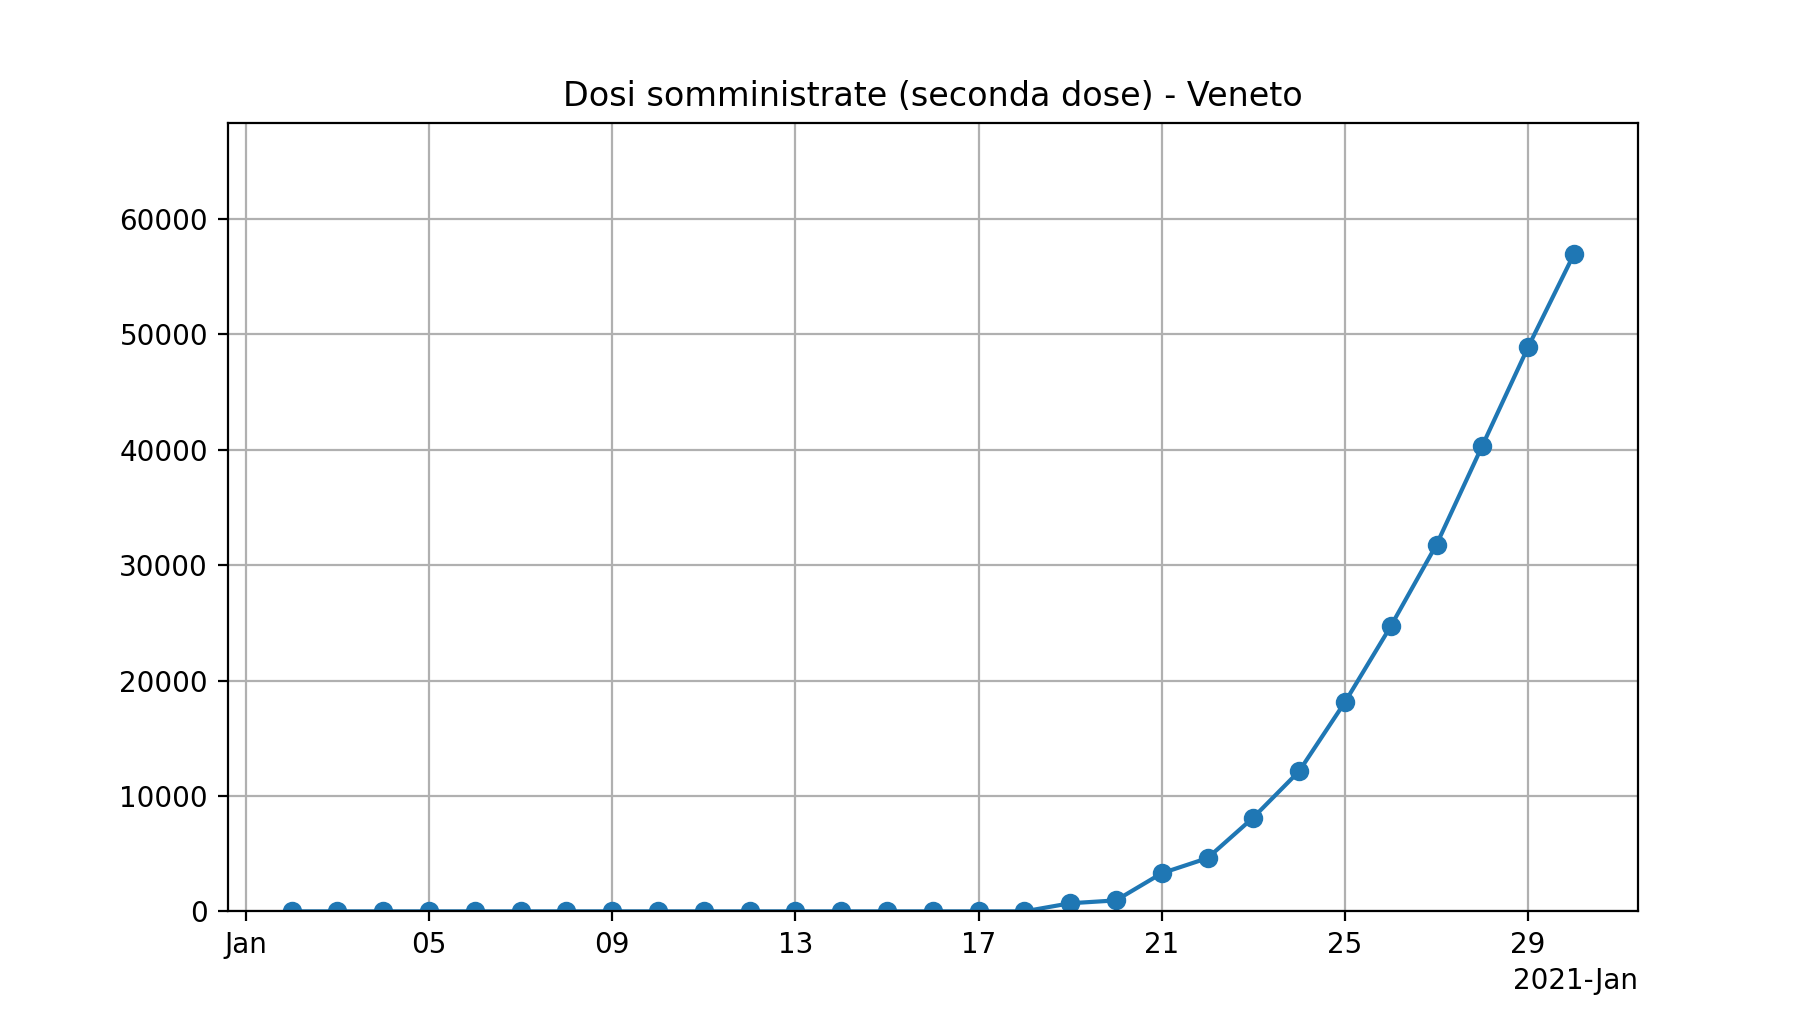 Dosi somministrate (seconda dose) - Veneto
60000
50000
40000
30000
20000
10000
0
Jan 05 09 13 17 21 25 29
2021-Jan